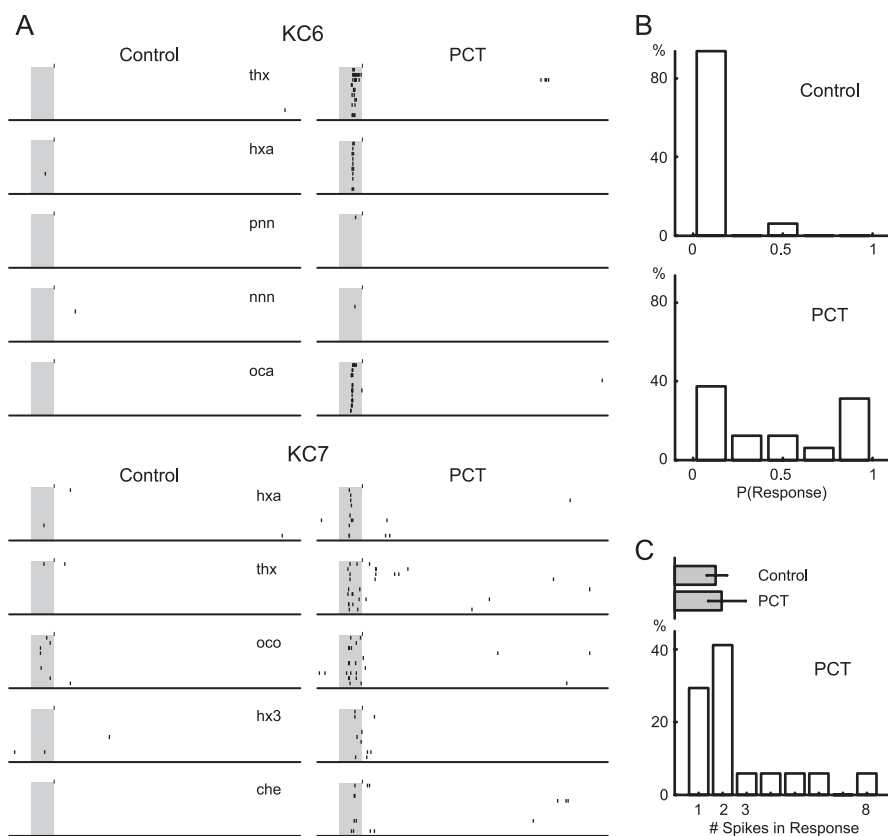 A
KC6
Control
PCT
thx
hxa
pnn
nnn
oca
KC7
Control
PCT
hxa
thx
oco
hx3
che
B
%
80
40
0
Control
0
0.5
1
%
80
40
0
PCT
0
0.5
1
P(Response)
C
Control
PCT
%
40
20
0
PCT
1
2
3
8
# Spikes in Response